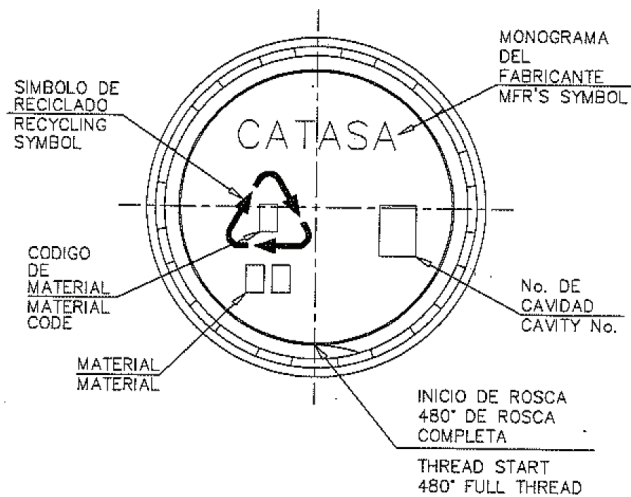 MONOGRAMA
DEL
FABRICANTE
MFR'S SYMBOL
SIMBOLO DE
RECICLADO
RECYCLING
SYMBOL
CATASA
CODIGO
DE
MATERIAL
MATERIAL
CODE
No. DE
CAVIDAD
CAVITY No.
MATERIAL
MATERIAL
INICIO DE ROSCA
480° DE ROSCA
COMPLETA
THREAD START
480° FULL THREAD